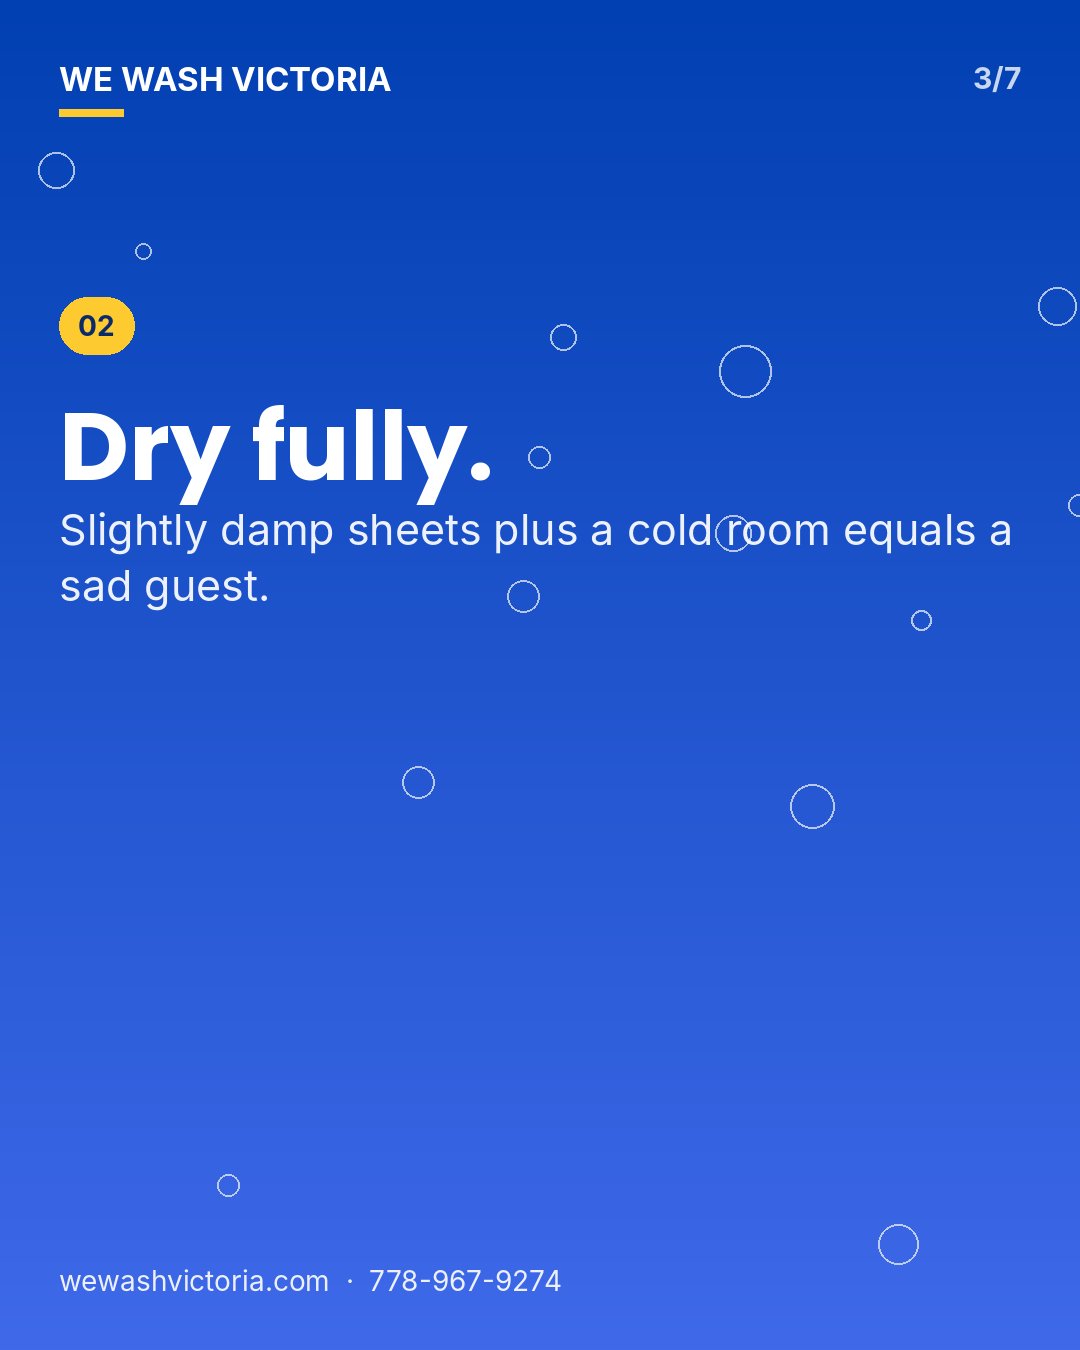 WE WASH VICTORIA
3/7
02
Dry fully.
Slightly damp sheets plus a cold room equals a
sad guest.
wewashvictoria.com · 778-967-9274